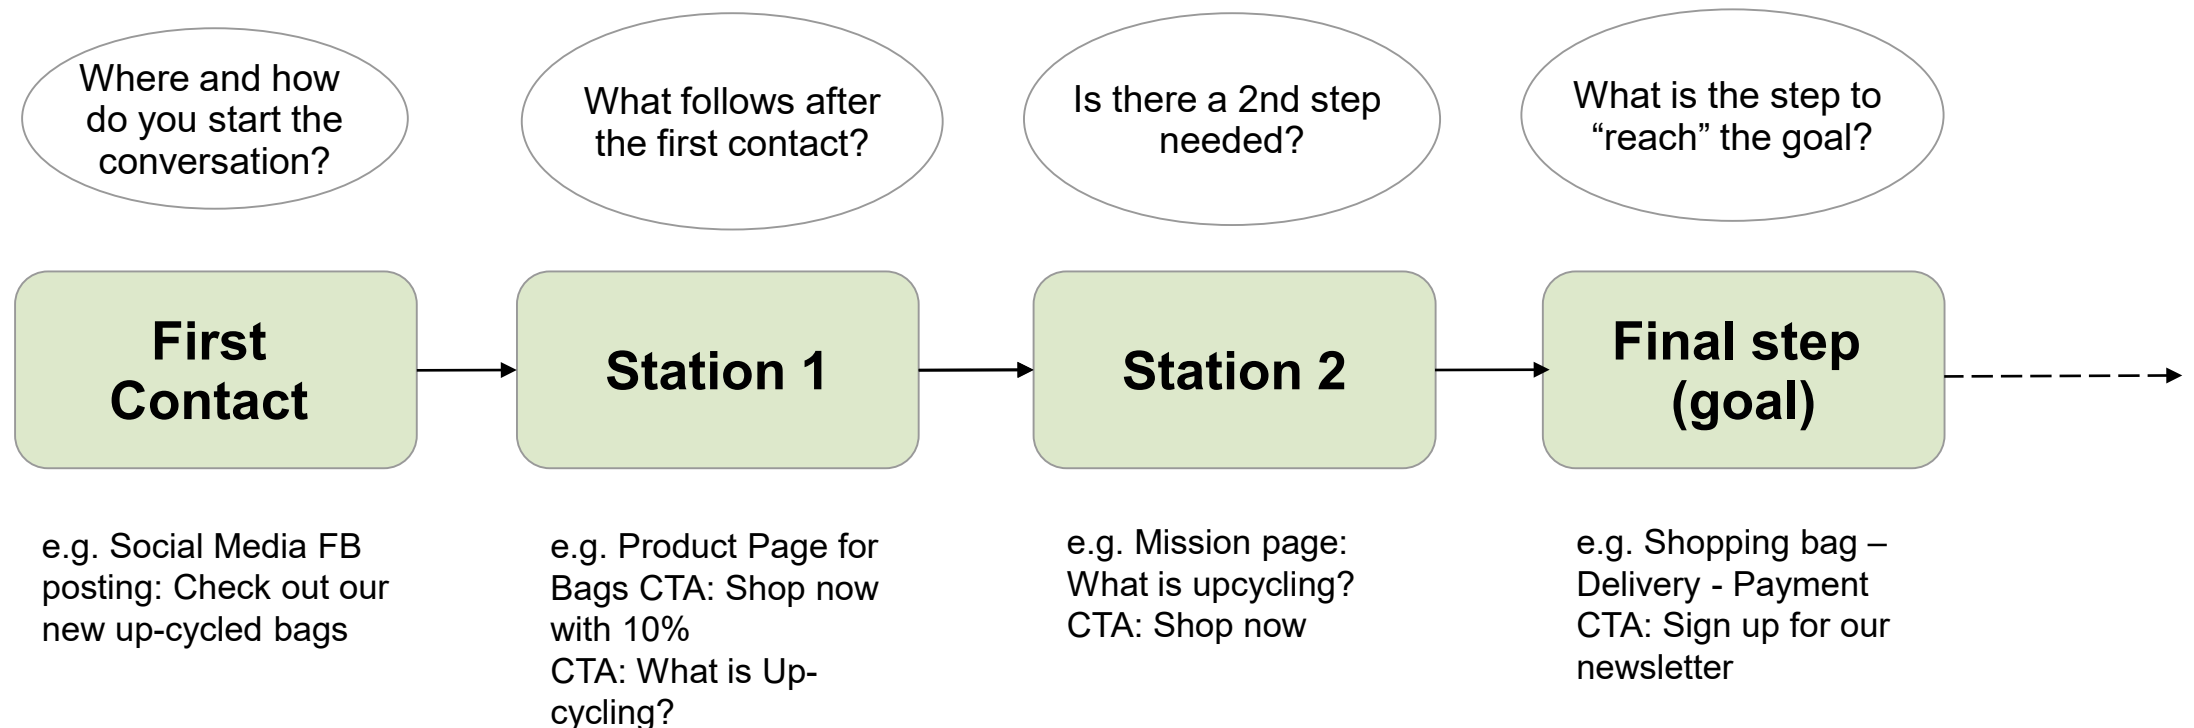 Where and how
do you start the
conversation?
What follows after
the first contact?
Is there a 2nd step
needed?
What is the step to
“reach” the goal?
First
Contact
Station 1
Station 2
Final step
(goal)
e.g. Social Media FB
posting: Check out our
new up-cycled bags
e.g. Product Page for
Bags CTA: Shop now
with 10%
CTA: What is Up-
cycling?
e.g. Mission page:
What is upcycling?
CTA: Shop now
e.g. Shopping bag –
Delivery - Payment
CTA: Sign up for our
newsletter